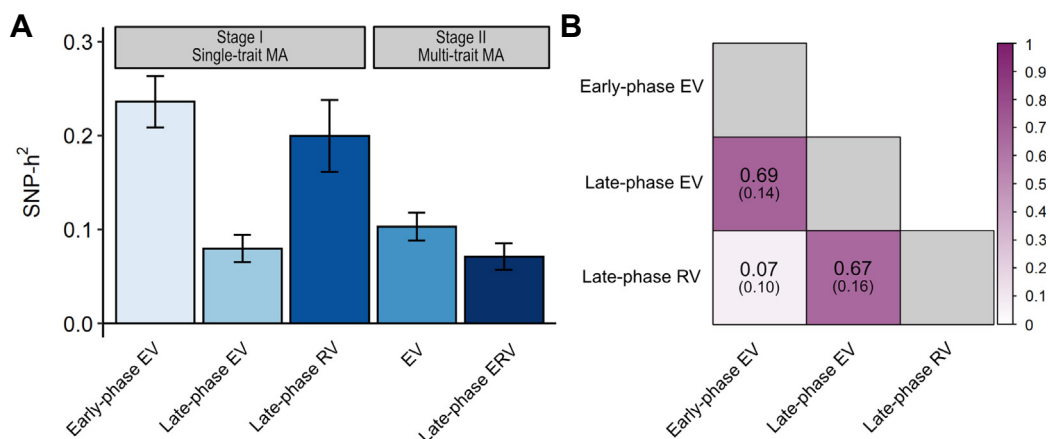 A
Stage I
Single-trait MA
Stage II
Multi-trait MA
SNP-h²
0.3
0.2
0.1
0.0
Early-phase EV
Late-phase EV
Late-phase RV
EV
Late-phase ERV
B
Early-phase EV
Late-phase EV
Late-phase RV
0.69
(0.14)
0.07
(0.10)
0.67
(0.16)
Early-phase EV
Late-phase EV
Late-phase RV
1
0.9
0.8
0.7
0.6
0.5
0.4
0.3
0.2
0.1
0